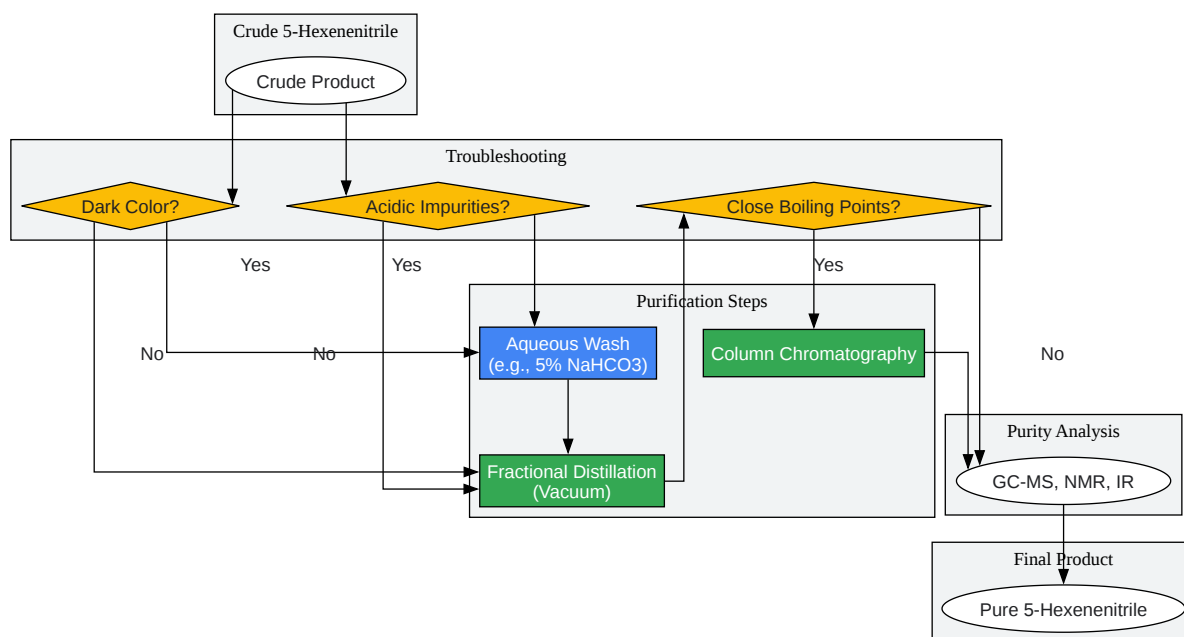 Crude 5-Hexenenitrile
Crude Product
Troubleshooting
Dark Color?
Acidic Impurities?
Close Boiling Points?
Yes
Yes
Yes
Purification Steps
Aqueous Wash
(e.g., 5% NaHCO3)
Column Chromatography
No
No
No
Purity Analysis
Fractional Distillation
(Vacuum)
GC-MS, NMR, IR
Final Product
Pure 5-Hexenenitrile